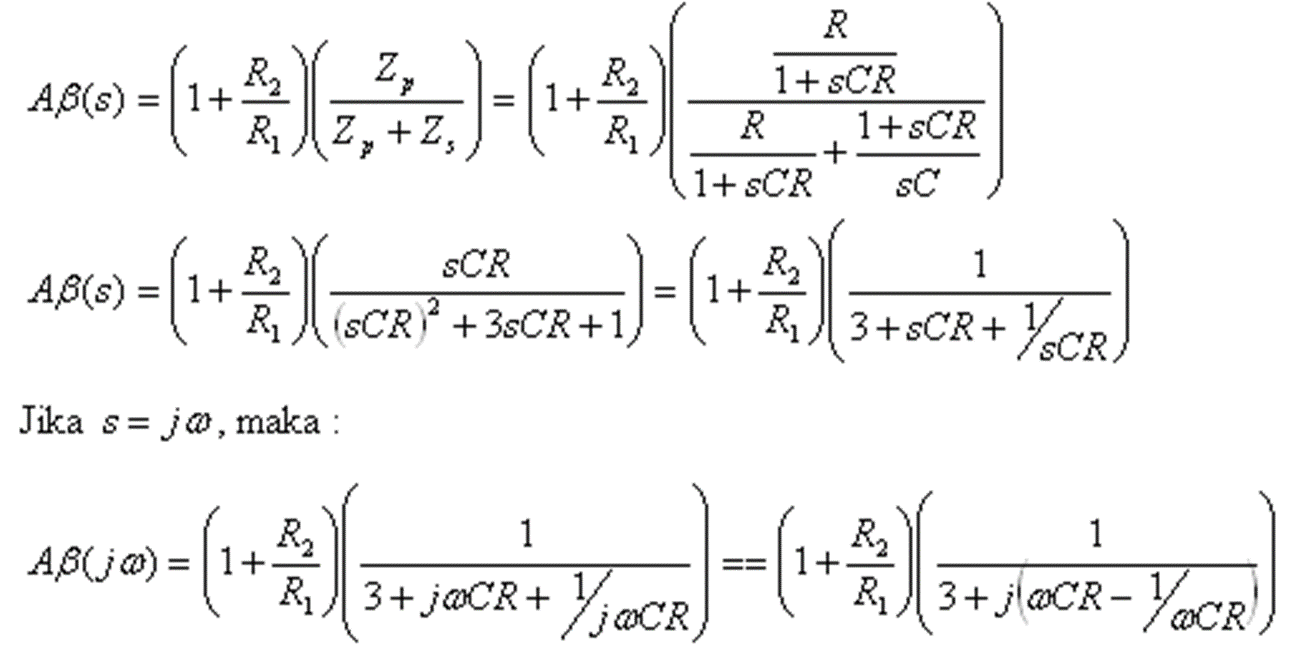 Aβ(s) = (1 + R₂/R₁)(Z_p/(Z_p + Z_s)) = (1 + R₂/R₁)((R/(1 + sCR))/(R/(1 + sCR) + (1 + sCR)/sC))
Aβ(s) = (1 + R₂/R₁)(sCR/((sCR)² + 3sCR + 1)) = (1 + R₂/R₁)(1/(3 + sCR + 1/sCR))
Jika s = jω, maka :
Aβ(jω) = (1 + R₂/R₁)(1/(3 + jωCR + 1/jωCR)) == (1 + R₂/R₁)(1/(3 + j(ωCR − 1/ωCR)))